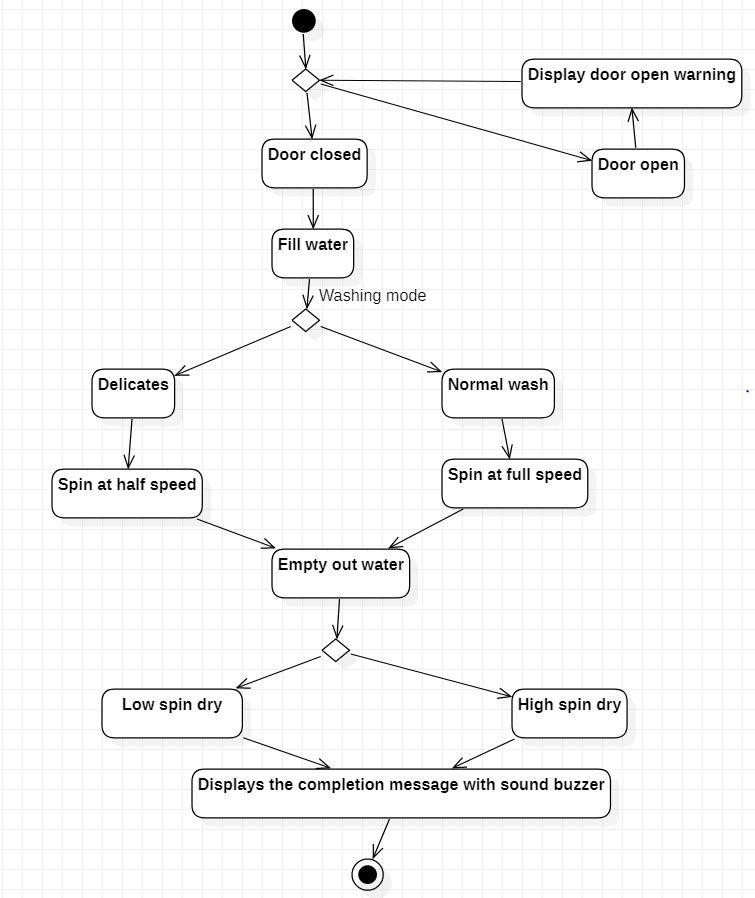 Display door open warning
Door closed
Door open
Fill water
Washing mode
Delicates
Normal wash
Spin at half speed
Spin at full speed
Empty out water
Low spin dry
High spin dry
Displays the completion message with sound buzzer